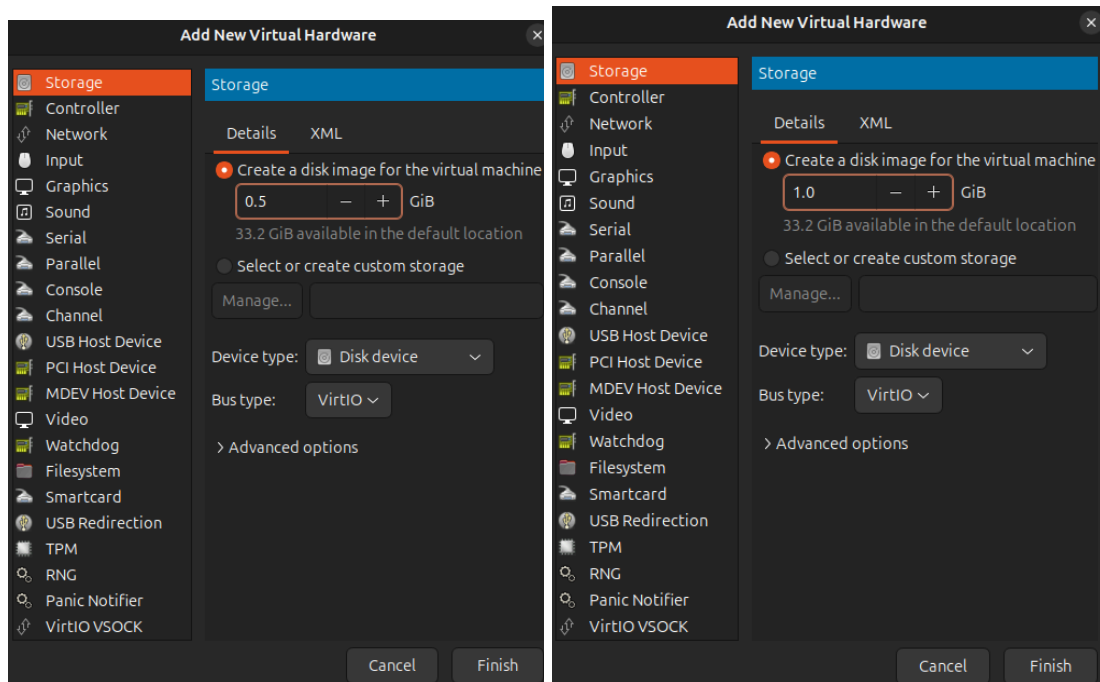 Add New Virtual Hardware
Storage
Controller
Network
Input
Graphics
Sound
Serial
Parallel
Console
Channel
USB Host Device
PCI Host Device
MDEV Host Device
Video
Watchdog
Filesystem
Smartcard
USB Redirection
TPM
RNG
Panic Notifier
VirtIO VSOCK
Storage
Details XML
Create a disk image for the virtual machine
0.5 − + GiB
33.2 GiB available in the default location
Select or create custom storage
Manage...
Device type: Disk device
Bus type: VirtIO
Advanced options
Cancel Finish
Add New Virtual Hardware
Storage
Controller
Network
Input
Graphics
Sound
Serial
Parallel
Console
Channel
USB Host Device
PCI Host Device
MDEV Host Device
Video
Watchdog
Filesystem
Smartcard
USB Redirection
TPM
RNG
Panic Notifier
VirtIO VSOCK
Storage
Details XML
Create a disk image for the virtual machine
1.0 − + GiB
33.2 GiB available in the default location
Select or create custom storage
Manage...
Device type: Disk device
Bus type: VirtIO
Advanced options
Cancel Finish